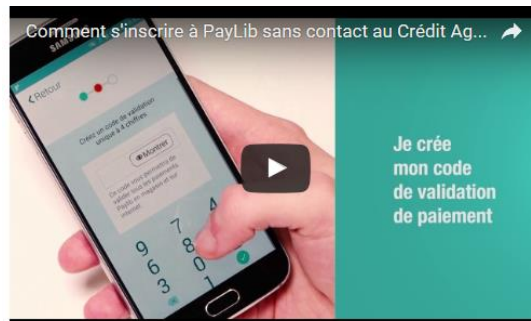 Comment s'inscrire à PayLib sans contact au Crédit Ag...
SAMSUNG
< Retour
Créez un code de validation
unique à 4 chiffres
Montrer
Ce code vous permettra de
valider tous les paiements
Paylib en magasin et sur
internet.
9 7 4
6 8
3 0 1
Je crée
mon code
de validation
de paiement